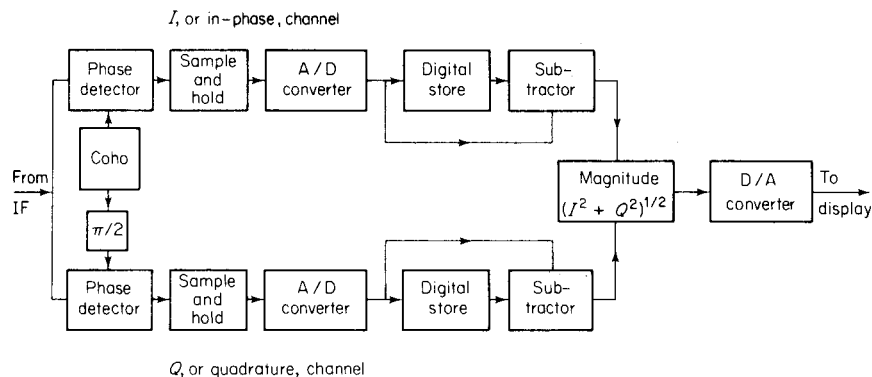 I, or in-phase, channel
Phase
detector
Sample
and
hold
A/D
converter
Digital
store
Sub-
tractor
Coho
From
IF
π/2
Magnitude
(I² + Q²)^1/2
D/A
converter
To
display
Phase
detector
Sample
and
hold
A/D
converter
Digital
store
Sub-
tractor
Q, or quadrature, channel